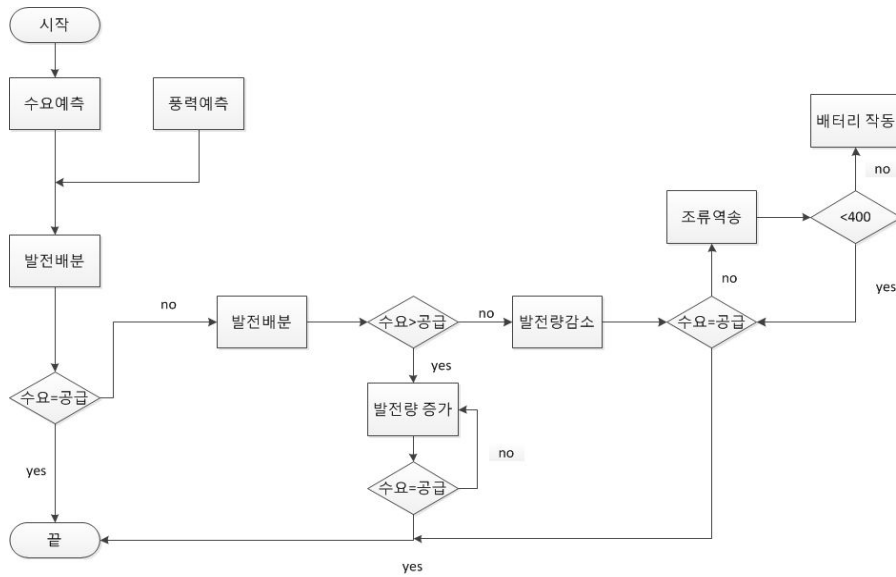 시작
수요예측
풍력예측
배터리 작동
no
조류역송
<400
발전배분
no
yes
no
발전배분
수요>공급
no
발전량감소
수요=공급
yes
수요=공급
발전량 증가
no
yes
수요=공급
끝
yes